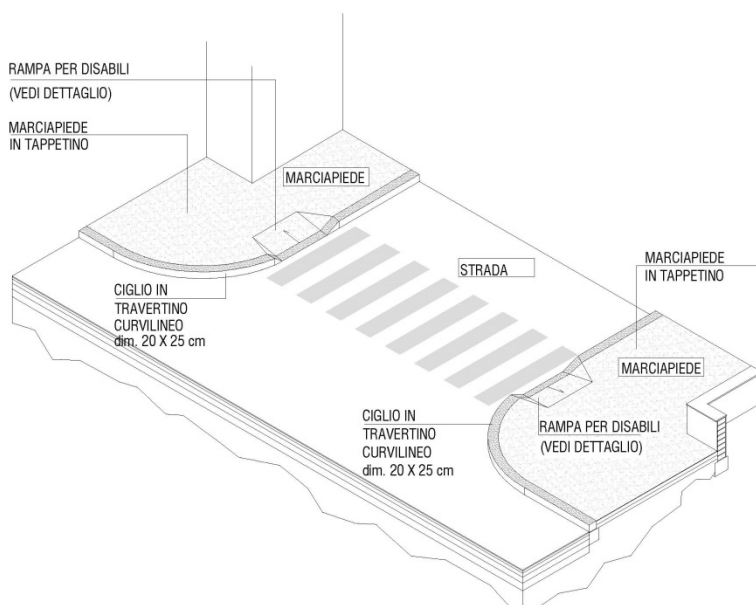 RAMPA PER DISABILI
(VEDI DETTAGLIO)
MARCIAPIEDE
IN TAPPETINO
MARCIAPIEDE
STRADA
MARCIAPIEDE
IN TAPPETINO
CIGLIO IN
TRAVERTINO
CURVILINEO
dim. 20 X 25 cm
MARCIAPIEDE
CIGLIO IN
TRAVERTINO
CURVILINEO
dim. 20 X 25 cm
RAMPA PER DISABILI
(VEDI DETTAGLIO)